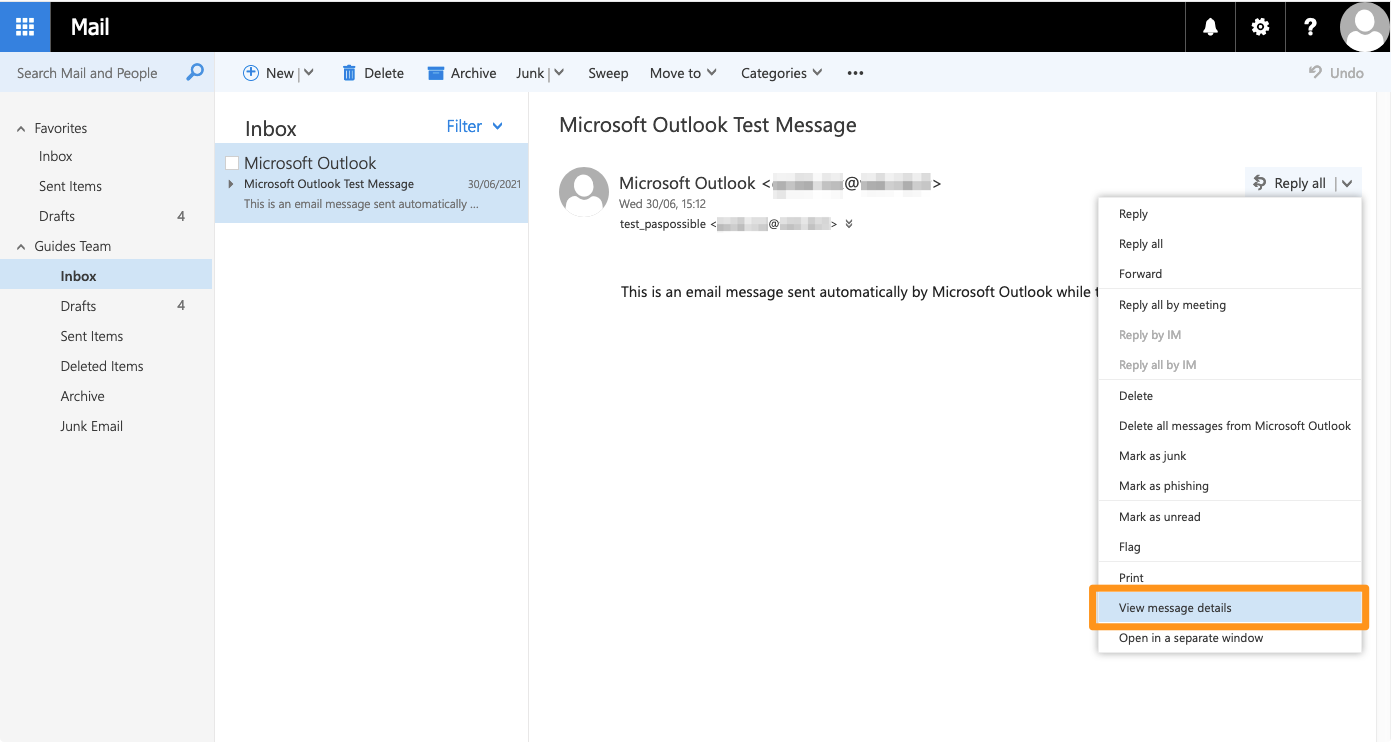 Mail
Search Mail and People
New
Delete
Archive
Junk
Sweep
Move to
Categories
Undo
Favorites
Inbox
Sent Items
Drafts 4
Guides Team
Inbox
Drafts 4
Sent Items
Deleted Items
Archive
Junk Email
Inbox
Filter
Microsoft Outlook
Microsoft Outlook Test Message 30/06/2021
This is an email message sent automatically ...
Microsoft Outlook Test Message
Microsoft Outlook < @ >
Wed 30/06, 15:12
test_paspossible < @ >
Reply all
This is an email message sent automatically by Microsoft Outlook while
Reply
Reply all
Forward
Reply all by meeting
Reply by IM
Reply all by IM
Delete
Delete all messages from Microsoft Outlook
Mark as junk
Mark as phishing
Mark as unread
Flag
Print
View message details
Open in a separate window